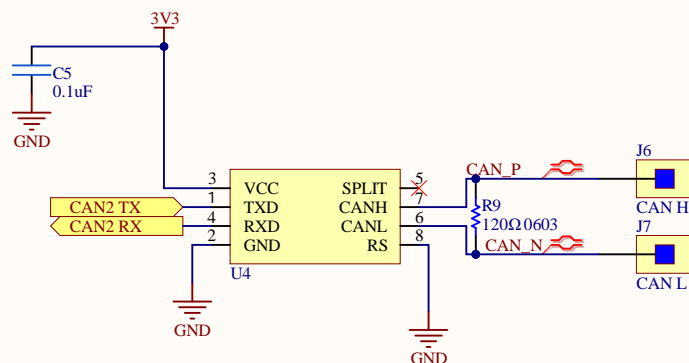 3V3
C5
0.1uF
GND
CAN2 TX
CAN2 RX
3
1
4
2
VCC
TXD
RXD
GND
SPLIT
CANH
CANL
RS
5
7
6
8
U4
GND
GND
CAN_P
R9
120Ω 0603
CAN_N
J6
CAN H
J7
CAN L